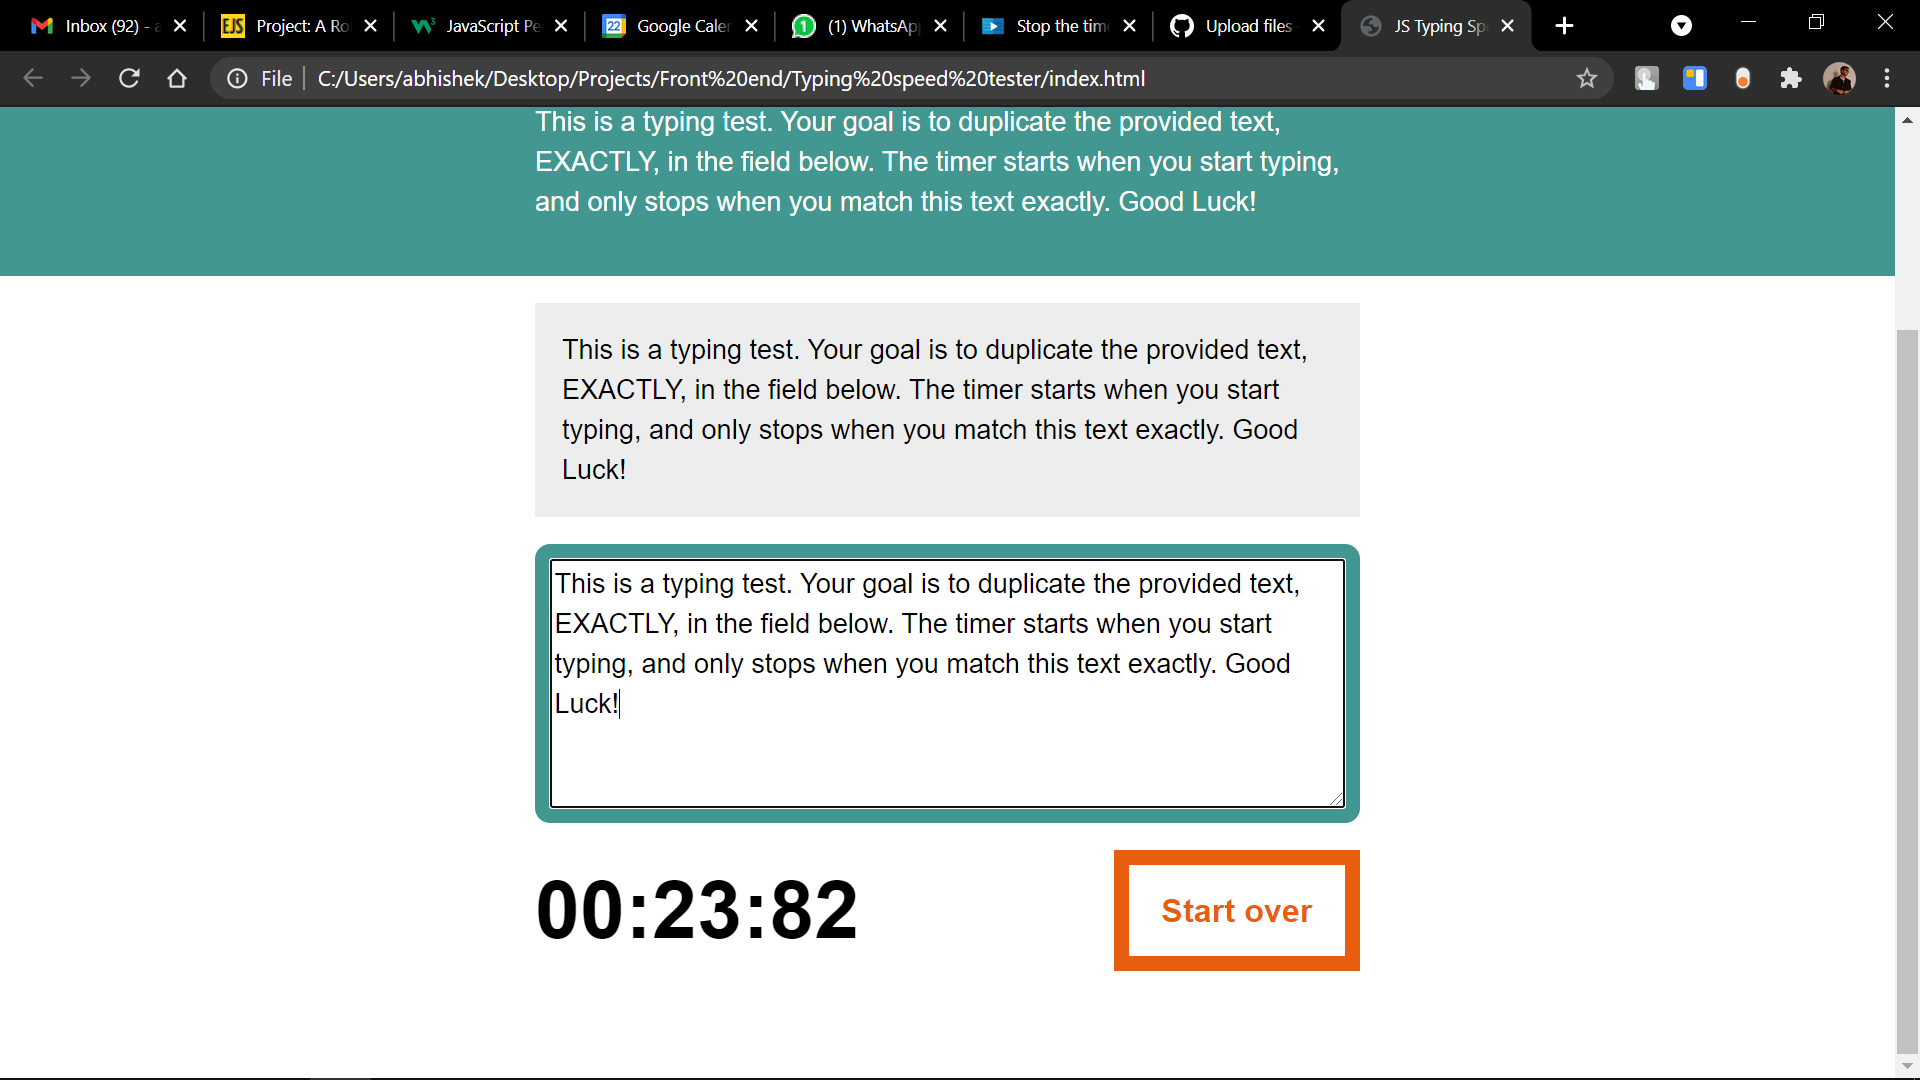 Inbox (92) -
Project: A Ro
JavaScript Pe
Google Caler
(1) WhatsAp
Stop the tim
Upload files
JS Typing Sp
File
C:/Users/abhishek/Desktop/Projects/Front%20end/Typing%20speed%20tester/index.html
This is a typing test. Your goal is to duplicate the provided text,
EXACTLY, in the field below. The timer starts when you start typing,
and only stops when you match this text exactly. Good Luck!
This is a typing test. Your goal is to duplicate the provided text,
EXACTLY, in the field below. The timer starts when you start
typing, and only stops when you match this text exactly. Good
Luck!
This is a typing test. Your goal is to duplicate the provided text,
EXACTLY, in the field below. The timer starts when you start
typing, and only stops when you match this text exactly. Good
Luck!
00:23:82
Start over